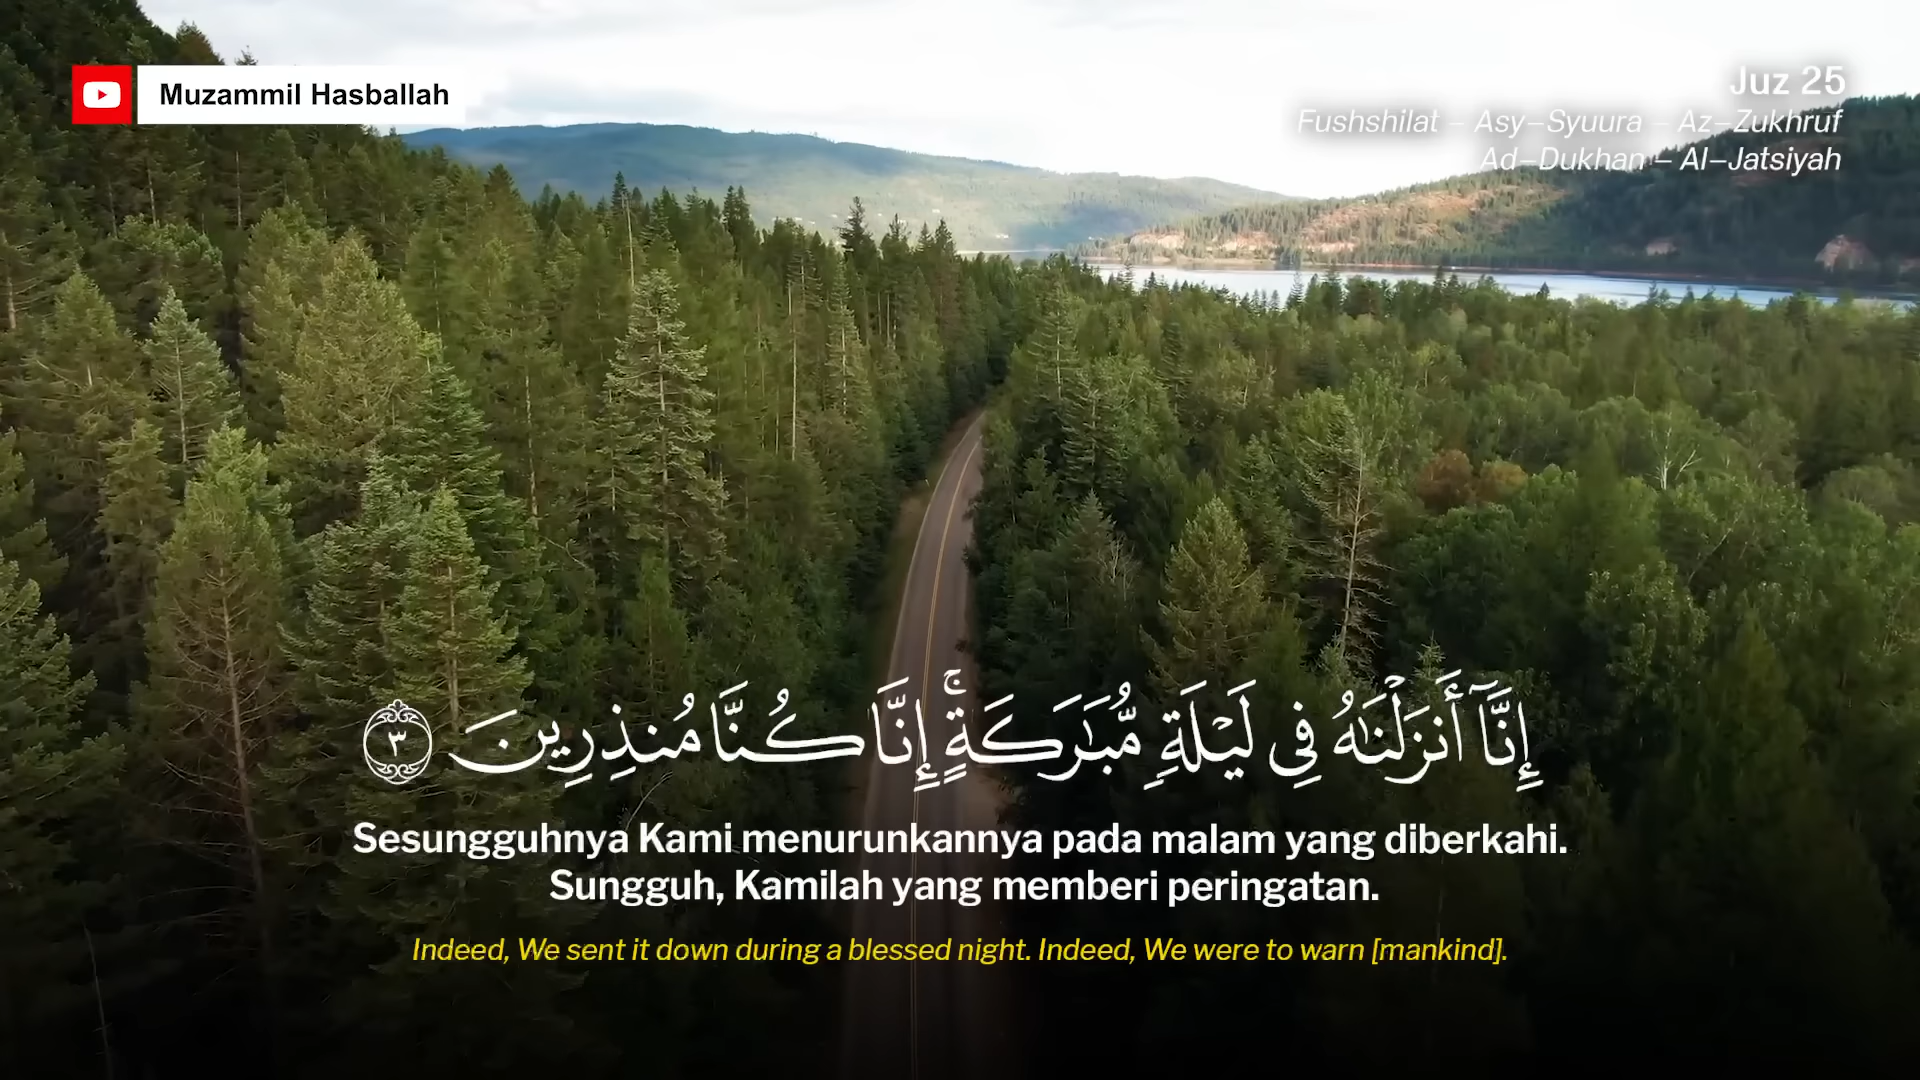 Muzammil Hasballah
Juz 25
Fushshilat – Asy–Syuura – Az–Zukhruf
Ad–Dukhan – Al–Jatsiyah
إِنَّآ أَنزَلْنَٰهُ فِى لَيْلَةٍ مُّبَٰرَكَةٍ ۚ إِنَّا كُنَّا مُنذِرِينَ ٣
Sesungguhnya Kami menurunkannya pada malam yang diberkahi.
Sungguh, Kamilah yang memberi peringatan.
Indeed, We sent it down during a blessed night. Indeed, We were to warn [mankind].